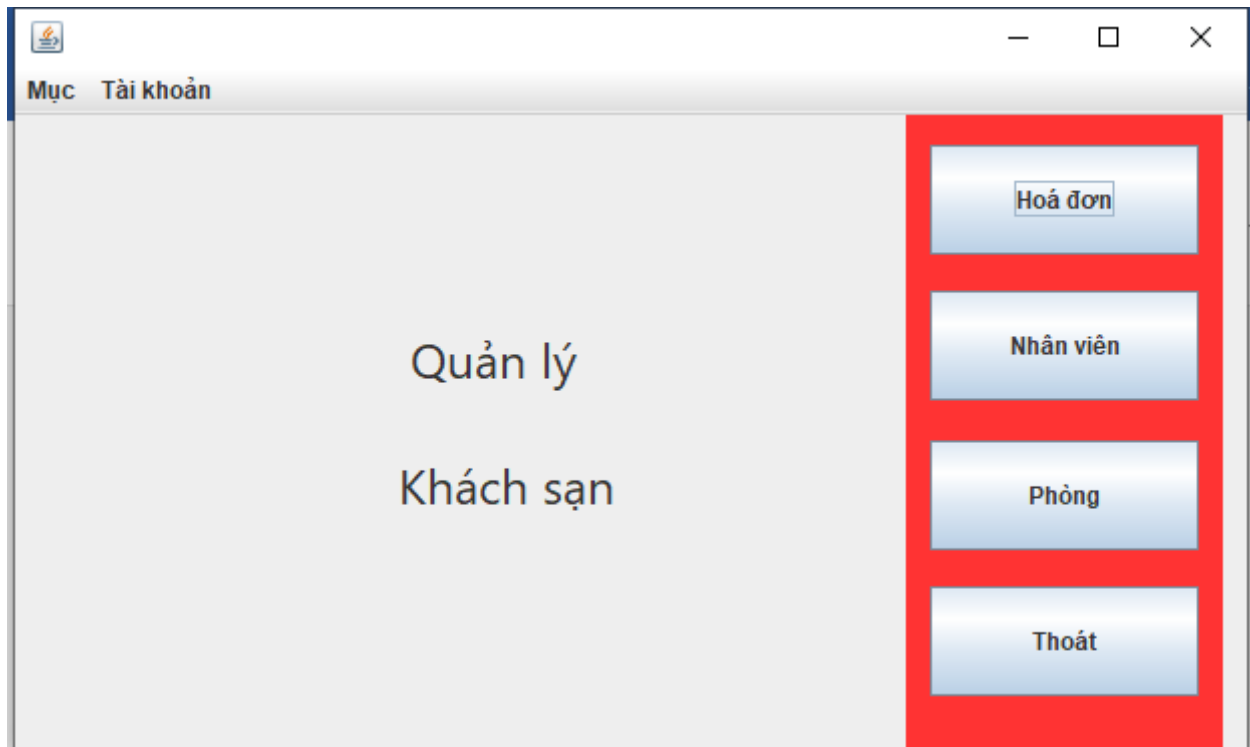 Mục Tài khoản
Hoá đơn
Nhân viên
Quản lý
Khách sạn
Phòng
Thoát